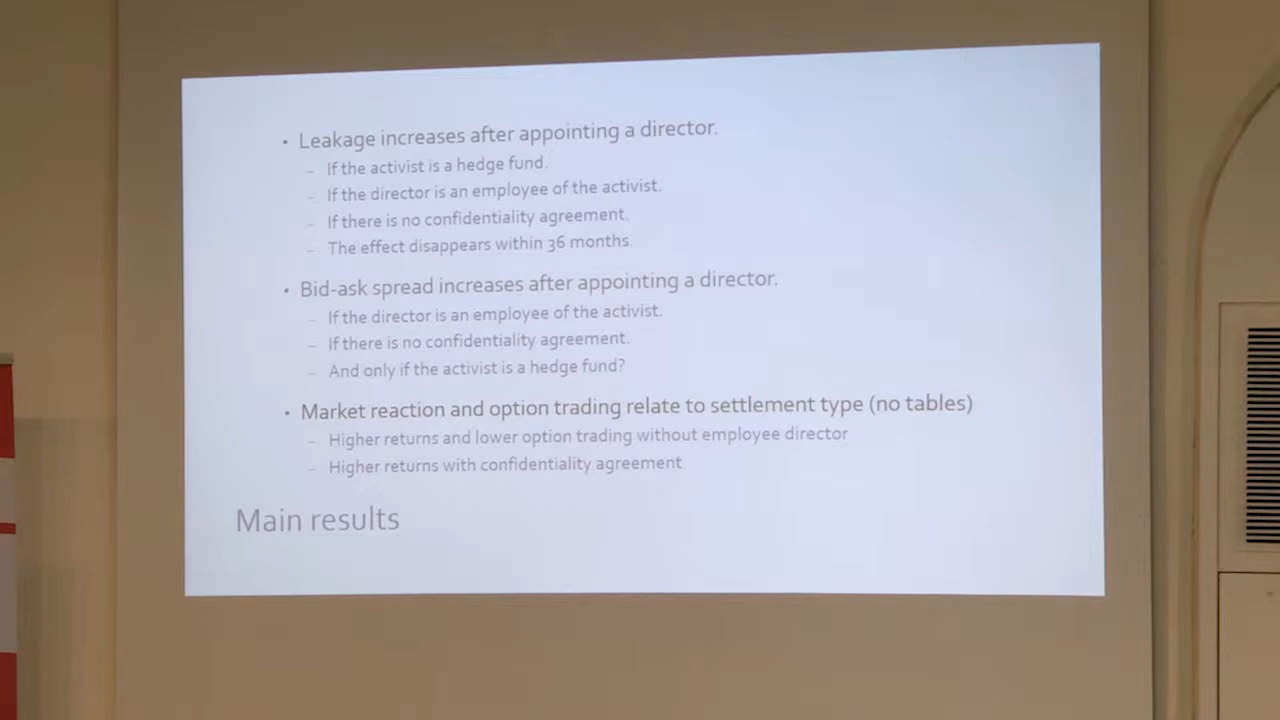 • Leakage increases after appointing a director.
– If the activist is a hedge fund.
– If the director is an employee of the activist.
– If there is no confidentiality agreement.
– The effect disappears within 36 months.
• Bid-ask spread increases after appointing a director.
– If the director is an employee of the activist.
– If there is no confidentiality agreement.
– And only if the activist is a hedge fund?
• Market reaction and option trading relate to settlement type (no tables)
– Higher returns and lower option trading without employee director
– Higher returns with confidentiality agreement
Main results